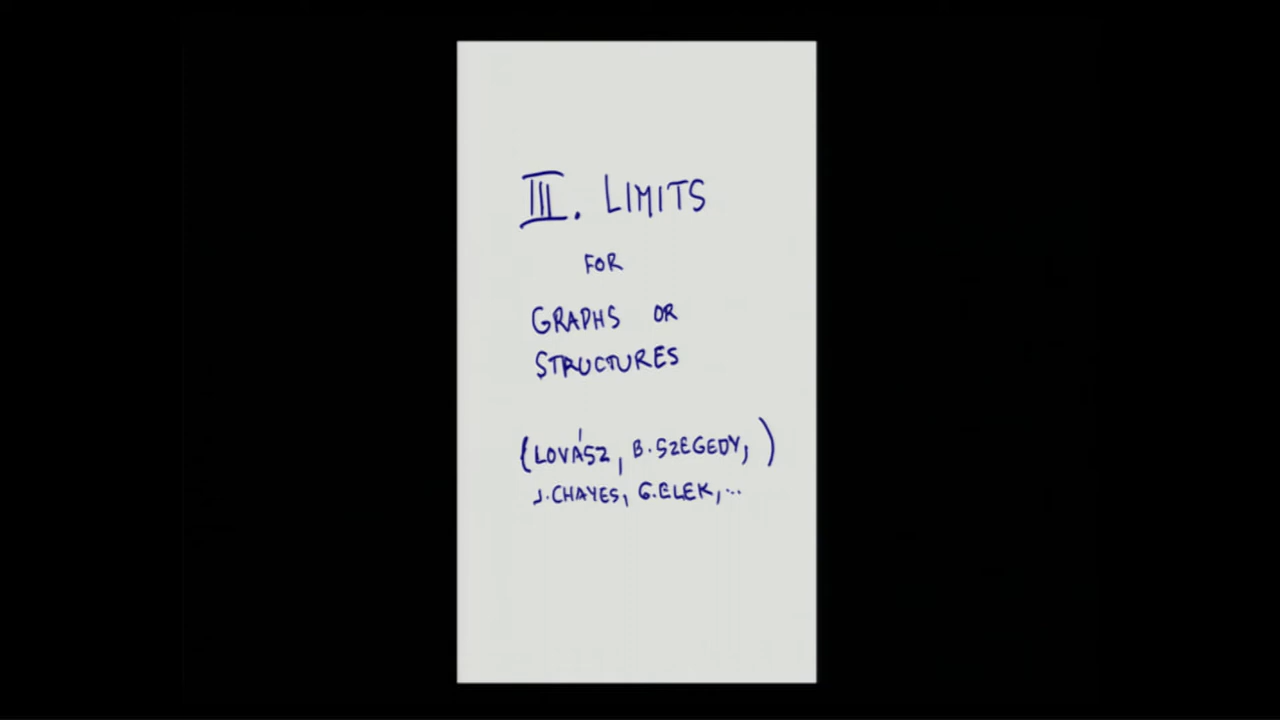 III. LIMITS
FOR
GRAPHS OR
STRUCTURES
(LOVÁSZ, B.SZEGEDY,)
J.CHAYES, G.ELEK,...